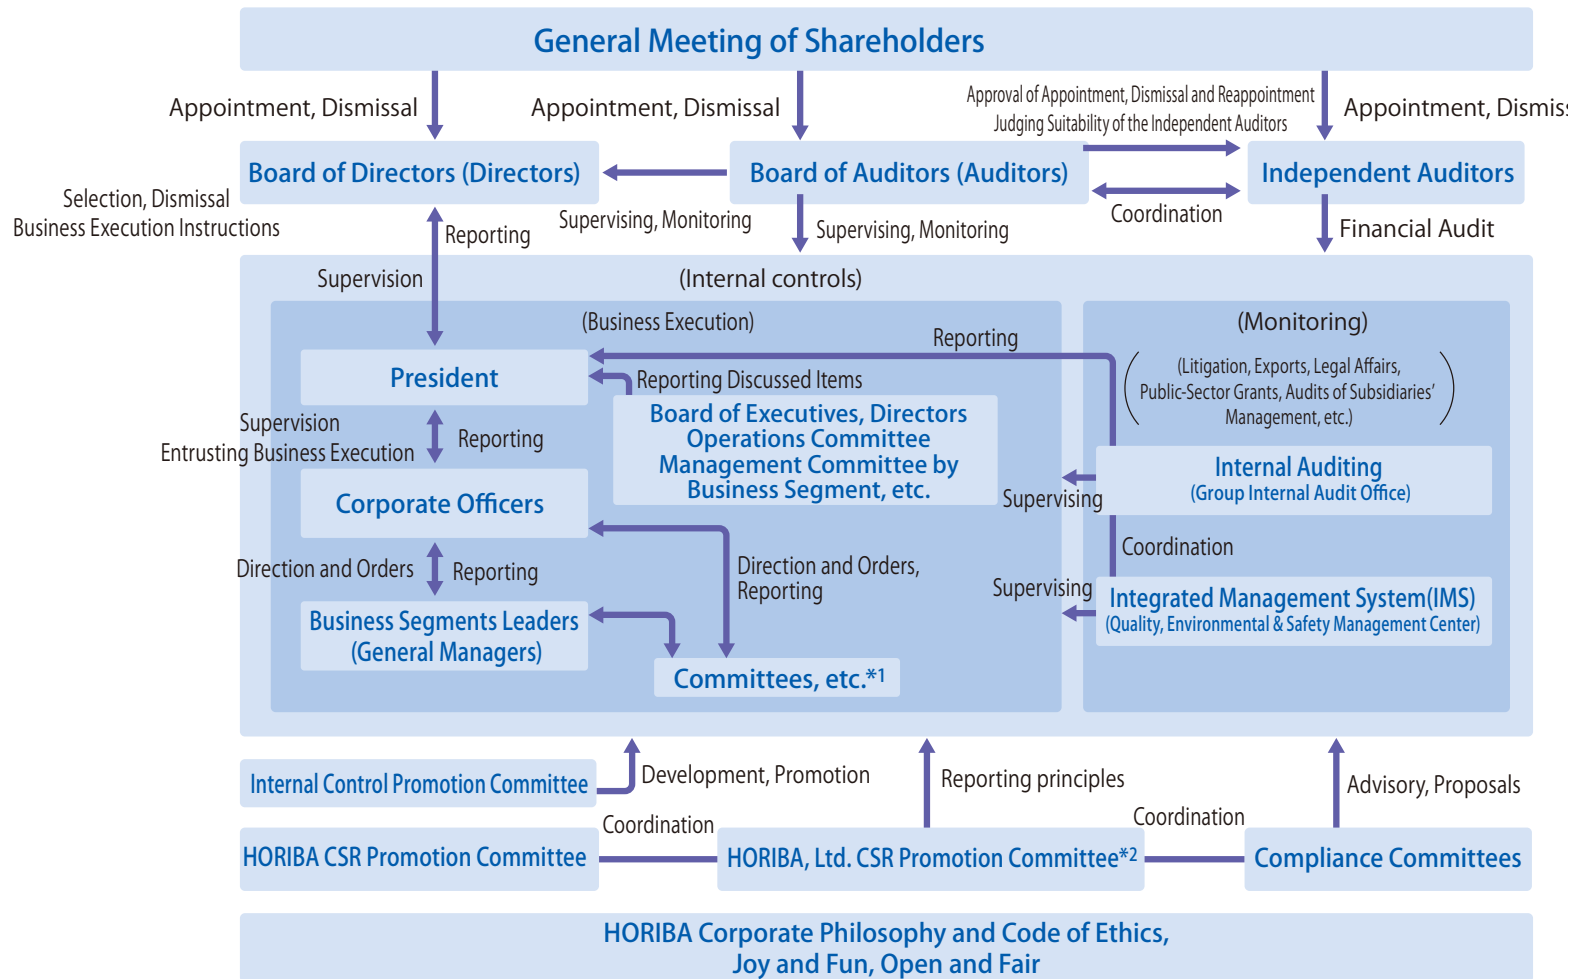 General Meeting of Shareholders
Appointment, Dismissal
Appointment, Dismissal
Approval of Appointment, Dismissal and Reappointment
Judging Suitability of the Independent Auditors
Appointment, Dismis
Board of Directors (Directors)
Board of Auditors (Auditors)
Independent Auditors
Selection, Dismissal
Business Execution Instructions
Reporting
Supervising, Monitoring
Supervising, Monitoring
Coordination
Financial Audit
Supervision
(Internal controls)
(Business Execution)
Reporting
(Monitoring)
(Litigation, Exports, Legal Affairs,
Public-Sector Grants, Audits of Subsidiaries’
Management, etc.)
President
Reporting Discussed Items
Board of Executives, Directors
Operations Committee
Management Committee by
Business Segment, etc.
Supervision
Entrusting Business Execution
Reporting
Internal Auditing
(Group Internal Audit Office)
Supervising
Corporate Officers
Coordination
Direction and Orders
Reporting
Direction and Orders,
Reporting
Supervising
Integrated Management System(IMS)
(Quality, Environmental & Safety Management Center)
Business Segments Leaders
(General Managers)
Committees, etc.*1
Internal Control Promotion Committee
Development, Promotion
Reporting principles
Advisory, Proposals
Coordination
Coordination
HORIBA CSR Promotion Committee
HORIBA, Ltd. CSR Promotion Committee*2
Compliance Committees
HORIBA Corporate Philosophy and Code of Ethics,
Joy and Fun, Open and Fair